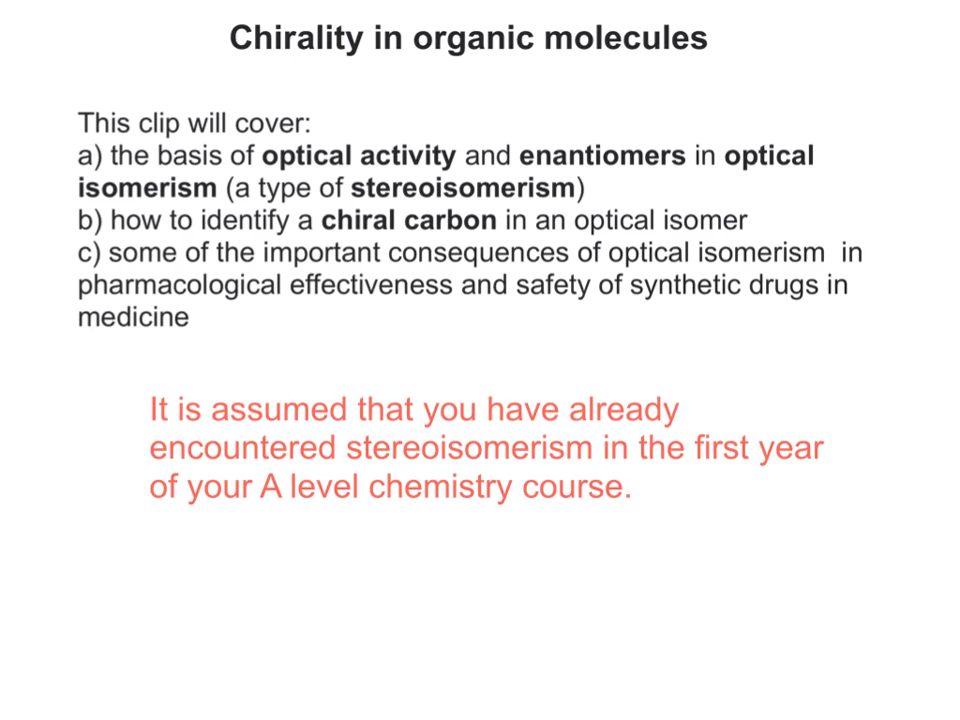 Chirality in organic molecules
This clip will cover:
a) the basis of optical activity and enantiomers in optical
isomerism (a type of stereoisomerism)
b) how to identify a chiral carbon in an optical isomer
c) some of the important consequences of optical isomerism  in
pharmacological effectiveness and safety of synthetic drugs in
medicine
It is assumed that you have already
encountered stereoisomerism in the first year
of your A level chemistry course.